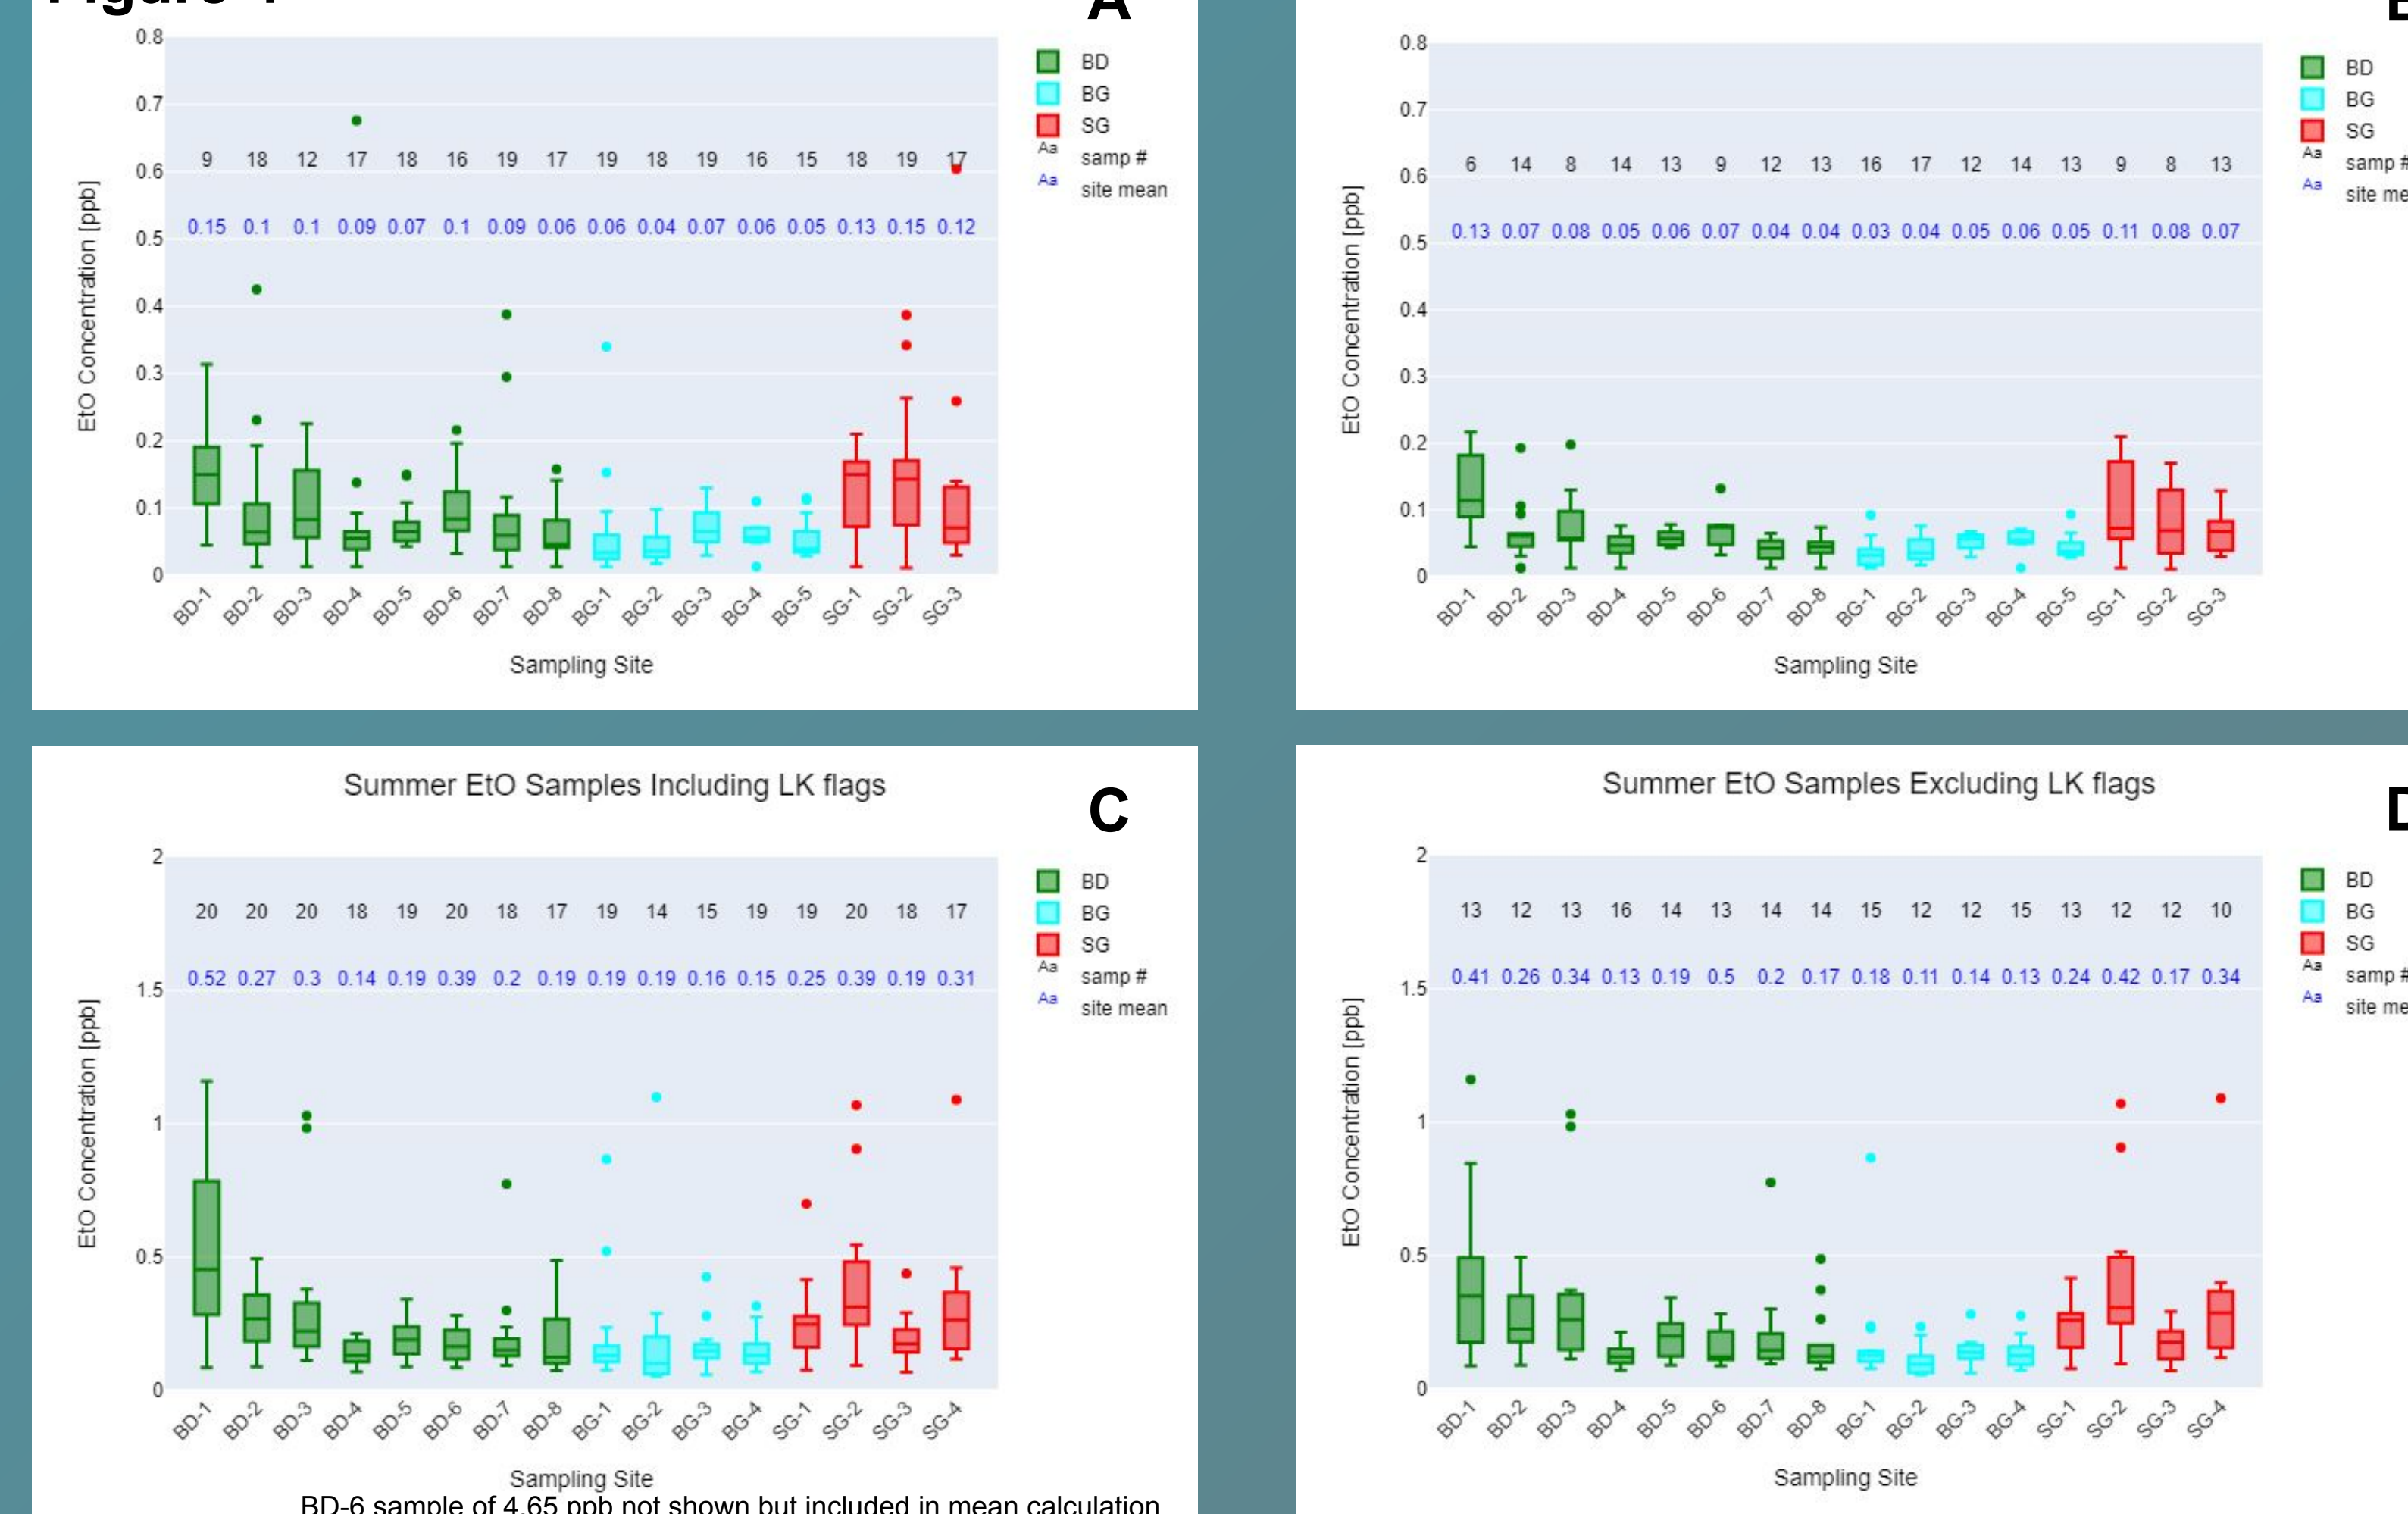 A
0.8
0.7
0.6
0.5
0.4
0.3
0.2
0.1
0
EtO Concentration [ppb]
9 18 12 17 18 16 19 17 19 18 19 16 15 18 19 17
0.15 0.1 0.1 0.09 0.07 0.1 0.09 0.06 0.06 0.04 0.07 0.06 0.05 0.13 0.15 0.12
BD-1 BD-2 BD-3 BD-4 BD-5 BD-6 BD-7 BD-8 BG-1 BG-2 BG-3 BG-4 BG-5 SG-1 SG-2 SG-3
Sampling Site
BD
BG
SG
Aa samp #
Aa site mean
0.8
0.7
0.6
0.5
0.4
0.3
0.2
0.1
0
EtO Concentration [ppb]
6 14 8 14 13 9 12 13 16 17 12 14 13 9 8 13
0.13 0.07 0.08 0.05 0.06 0.07 0.04 0.04 0.03 0.04 0.05 0.06 0.05 0.11 0.08 0.07
BD-1 BD-2 BD-3 BD-4 BD-5 BD-6 BD-7 BD-8 BG-1 BG-2 BG-3 BG-4 BG-5 SG-1 SG-2 SG-3
Sampling Site
BD
BG
SG
Aa samp #
Aa site me
Summer EtO Samples Including LK flags
C
2
1.5
1
0.5
0
EtO Concentration [ppb]
20 20 20 18 19 20 18 17 19 14 15 19 19 20 18 17
0.52 0.27 0.3 0.14 0.19 0.39 0.2 0.19 0.19 0.19 0.16 0.15 0.25 0.39 0.19 0.31
BD-1 BD-2 BD-3 BD-4 BD-5 BD-6 BD-7 BD-8 BG-1 BG-2 BG-3 BG-4 SG-1 SG-2 SG-3 SG-4
Sampling Site
BD
BG
SG
Aa samp #
Aa site mean
BD-6 sample of 4.65 ppb not shown but included in mean calculation
Summer EtO Samples Excluding LK flags
2
1.5
1
0.5
0
EtO Concentration [ppb]
13 12 13 16 14 13 14 14 15 12 12 15 13 12 12 10
0.41 0.26 0.34 0.13 0.19 0.5 0.2 0.17 0.18 0.11 0.14 0.13 0.24 0.42 0.17 0.34
BD-1 BD-2 BD-3 BD-4 BD-5 BD-6 BD-7 BD-8 BG-1 BG-2 BG-3 BG-4 SG-1 SG-2 SG-3 SG-4
Sampling Site
BD
BG
SG
Aa samp #
Aa site me